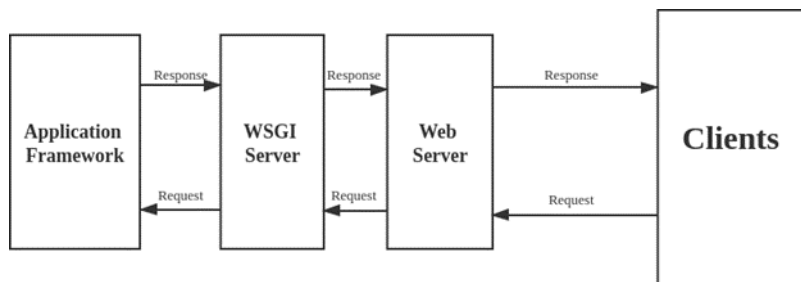 Response
Response
Response
Application
Framework
WSGI
Server
Web
Server
Clients
Request
Request
Request